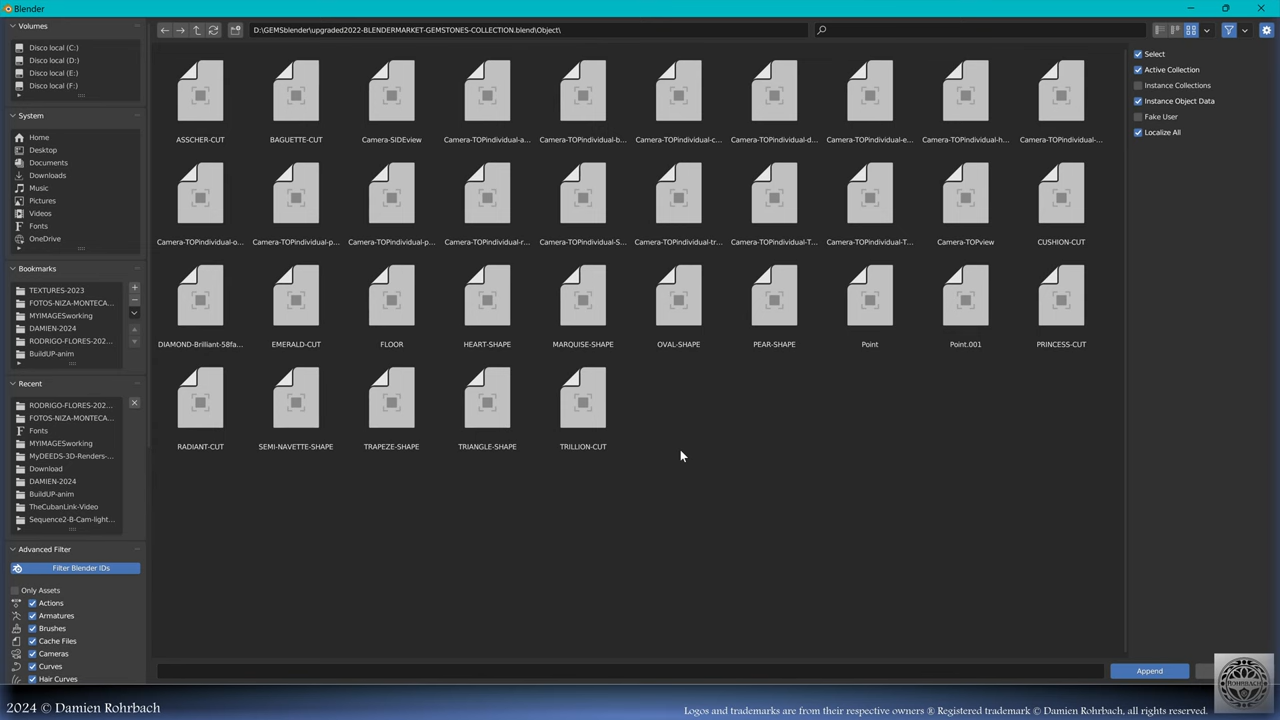 Blender
Volumes
Disco local (C:)
Disco local (D:)
Disco local (E:)
Disco local (F:)
System
Home
Desktop
Documents
Downloads
Music
Pictures
Videos
Fonts
OneDrive
Bookmarks
TEXTURES-2023
FOTOS-NIZA-MONTECA...
MYIMAGESworking
DAMIEN-2024
RODRIGO-FLORES-202...
BuildUP-anim
Recent
RODRIGO-FLORES-202...
FOTOS-NIZA-MONTECA...
Fonts
MYIMAGESworking
MyDEEDS-3D-Renders-...
Download
DAMIEN-2024
BuildUP-anim
TheCubanLink-Video
Sequence2-B-Cam-light...
Advanced Filter
Filter Blender IDs
Only Assets
Actions
Armatures
Brushes
Cache Files
Cameras
Curves
Hair Curves
D:\GEMSblender\upgraded2022-BLENDERMARKET-GEMSTONES-COLLECTION.blend\Object\
ASSCHER-CUT BAGUETTE-CUT Camera-SIDEview Camera-TOPindividual-a... Camera-TOPindividual-b... Camera-TOPindividual-c... Camera-TOPindividual-d... Camera-TOPindividual-e... Camera-TOPindividual-h... Camera-TOPindividual-...
Camera-TOPindividual-o... Camera-TOPindividual-p... Camera-TOPindividual-p... Camera-TOPindividual-r... Camera-TOPindividual-S... Camera-TOPindividual-tr... Camera-TOPindividual-T... Camera-TOPindividual-T... Camera-TOPview CUSHION-CUT
DIAMOND-Brilliant-58fa... EMERALD-CUT FLOOR HEART-SHAPE MARQUISE-SHAPE OVAL-SHAPE PEAR-SHAPE Point Point.001 PRINCESS-CUT
RADIANT-CUT SEMI-NAVETTE-SHAPE TRAPEZE-SHAPE TRIANGLE-SHAPE TRILLION-CUT
Select
Active Collection
Instance Collections
Instance Object Data
Fake User
Localize All
Append
ROHRBACH
2024 © Damien Rohrbach
Logos and trademarks are from their respective owners ® Registered trademark © Damien Rohrbach, all rights reserved.